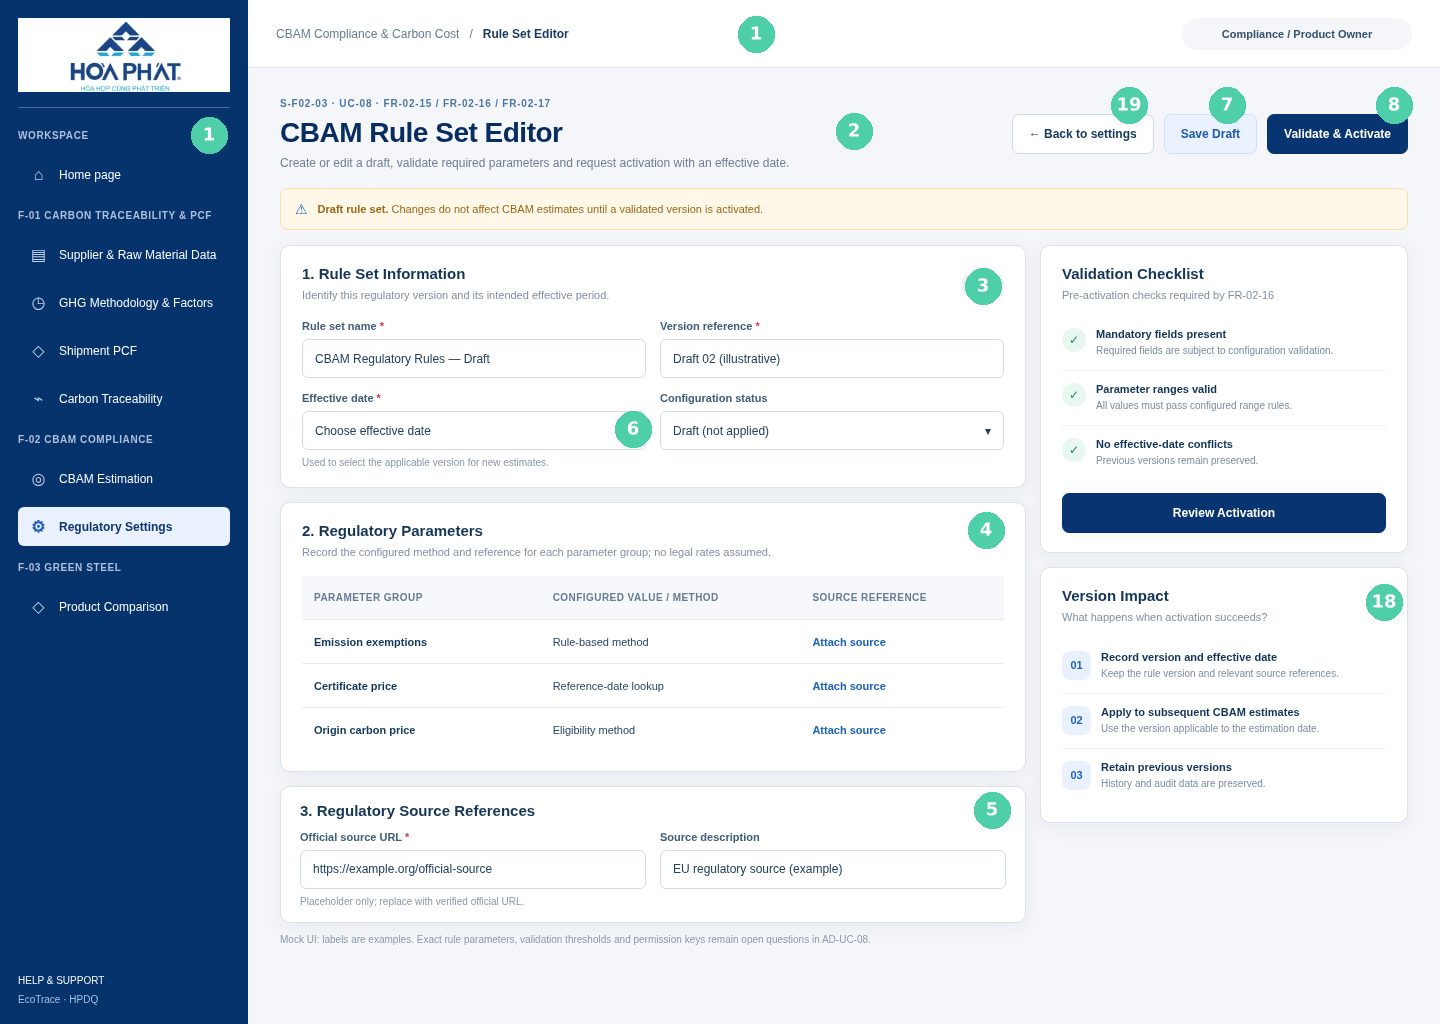 HÒA PHÁT
HÒA HỢP CÙNG PHÁT TRIỂN
WORKSPACE
1
Home page
F-01 CARBON TRACEABILITY & PCF
Supplier & Raw Material Data
GHG Methodology & Factors
Shipment PCF
Carbon Traceability
F-02 CBAM COMPLIANCE
CBAM Estimation
Regulatory Settings
F-03 GREEN STEEL
Product Comparison
HELP & SUPPORT
EcoTrace · HPDQ
CBAM Compliance & Carbon Cost / Rule Set Editor
1
Compliance / Product Owner
S-F02-03 · UC-08 · FR-02-15 / FR-02-16 / FR-02-17
CBAM Rule Set Editor
2
Create or edit a draft, validate required parameters and request activation with an effective date.
19
← Back to settings
7
Save Draft
8
Validate & Activate
⚠ Draft rule set. Changes do not affect CBAM estimates until a validated version is activated.
1. Rule Set Information
3
Identify this regulatory version and its intended effective period.
Rule set name *
CBAM Regulatory Rules — Draft
Version reference *
Draft 02 (illustrative)
Effective date *
Choose effective date
6
Used to select the applicable version for new estimates.
Configuration status
Draft (not applied) ▾
2. Regulatory Parameters
4
Record the configured method and reference for each parameter group; no legal rates assumed.
PARAMETER GROUP CONFIGURED VALUE / METHOD SOURCE REFERENCE
Emission exemptions Rule-based method Attach source
Certificate price Reference-date lookup Attach source
Origin carbon price Eligibility method Attach source
3. Regulatory Source References
5
Official source URL *
https://example.org/official-source
Placeholder only; replace with verified official URL.
Source description
EU regulatory source (example)
Mock UI: labels are examples. Exact rule parameters, validation thresholds and permission keys remain open questions in AD-UC-08.
Validation Checklist
Pre-activation checks required by FR-02-16
✓ Mandatory fields present
Required fields are subject to configuration validation.
✓ Parameter ranges valid
All values must pass configured range rules.
✓ No effective-date conflicts
Previous versions remain preserved.
Review Activation
Version Impact
18
What happens when activation succeeds?
01 Record version and effective date
Keep the rule version and relevant source references.
02 Apply to subsequent CBAM estimates
Use the version applicable to the estimation date.
03 Retain previous versions
History and audit data are preserved.